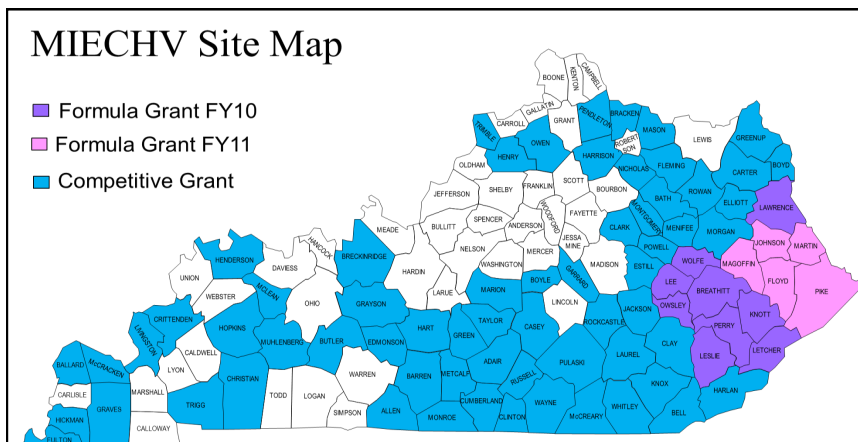 MIECHV Site Map
Formula Grant FY10
Formula Grant FY11
Competitive Grant
BOONE
KENTON
CAMPBELL
GALLATIN
CARROLL
GRANT
PENDLETON
BRACKEN
MASON
TRIMBLE
OWEN
ROBERT
SON
LEWIS
GREENUP
HENRY
HARRISON
NICHOLAS
FLEMING
BOYD
OLDHAM
CARTER
JEFFERSON
SHELBY
FRANKLIN
SCOTT
BOURBON
BATH
ROWAN
ELLIOTT
LAWRENCE
MEADE
BULLITT
SPENCER
ANDERSON
WOODFORD
FAYETTE
CLARK
MONTGOMERY
MENIFEE
MORGAN
HANCOCK
HENDERSON
DAVIESS
BRECKINRIDGE
NELSON
MERCER
JESSA
MINE
POWELL
JOHNSON
MARTIN
UNION
HARDIN
WASHINGTON
MADISON
ESTILL
WOLFE
MAGOFFIN
FLOYD
PIKE
WEBSTER
MCLEAN
OHIO
GRAYSON
LARUE
MARION
BOYLE
GARRARD
LEE
BREATHITT
LINCOLN
OWSLEY
KNOTT
CRITTENDEN
LIVINGSTON
HOPKINS
MUHLENBERG
BUTLER
EDMONSON
HART
GREEN
TAYLOR
CASEY
ROCKCASTLE
JACKSON
PERRY
CLAY
LESLIE
LETCHER
CALDWELL
LYON
BALLARD
McCRACKEN
CHRISTIAN
WARREN
BARREN
METCALF
ADAIR
RUSSELL
PULASKI
LAUREL
KNOX
HARLAN
CARLISLE
MARSHALL
TRIGG
TODD
LOGAN
SIMPSON
ALLEN
MONROE
CUMBERLAND
CLINTON
WAYNE
McCREARY
WHITLEY
BELL
GRAVES
HICKMAN
CALLOWAY
FULTON